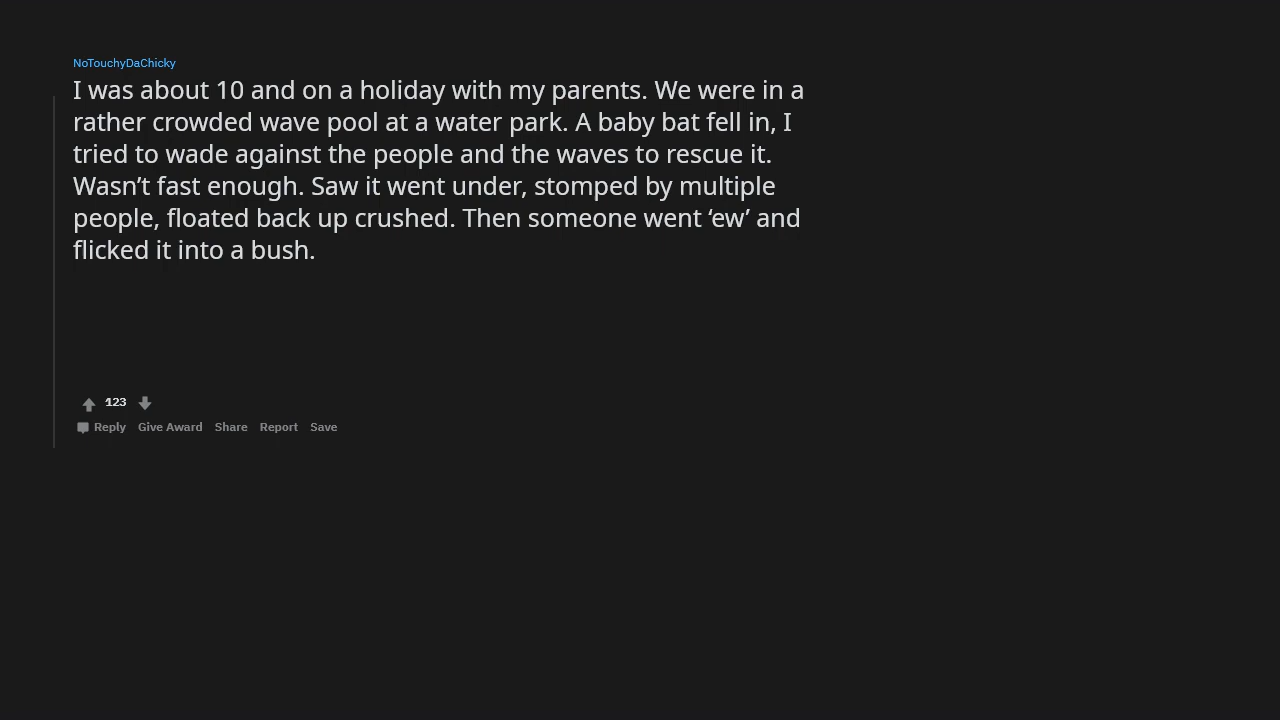 NoTouchyDaChicky
I was about 10 and on a holiday with my parents. We were in a
rather crowded wave pool at a water park. A baby bat fell in, I
tried to wade against the people and the waves to rescue it.
Wasn’t fast enough. Saw it went under, stomped by multiple
people, floated back up crushed. Then someone went ‘ew’ and
flicked it into a bush.
123
Reply Give Award Share Report Save